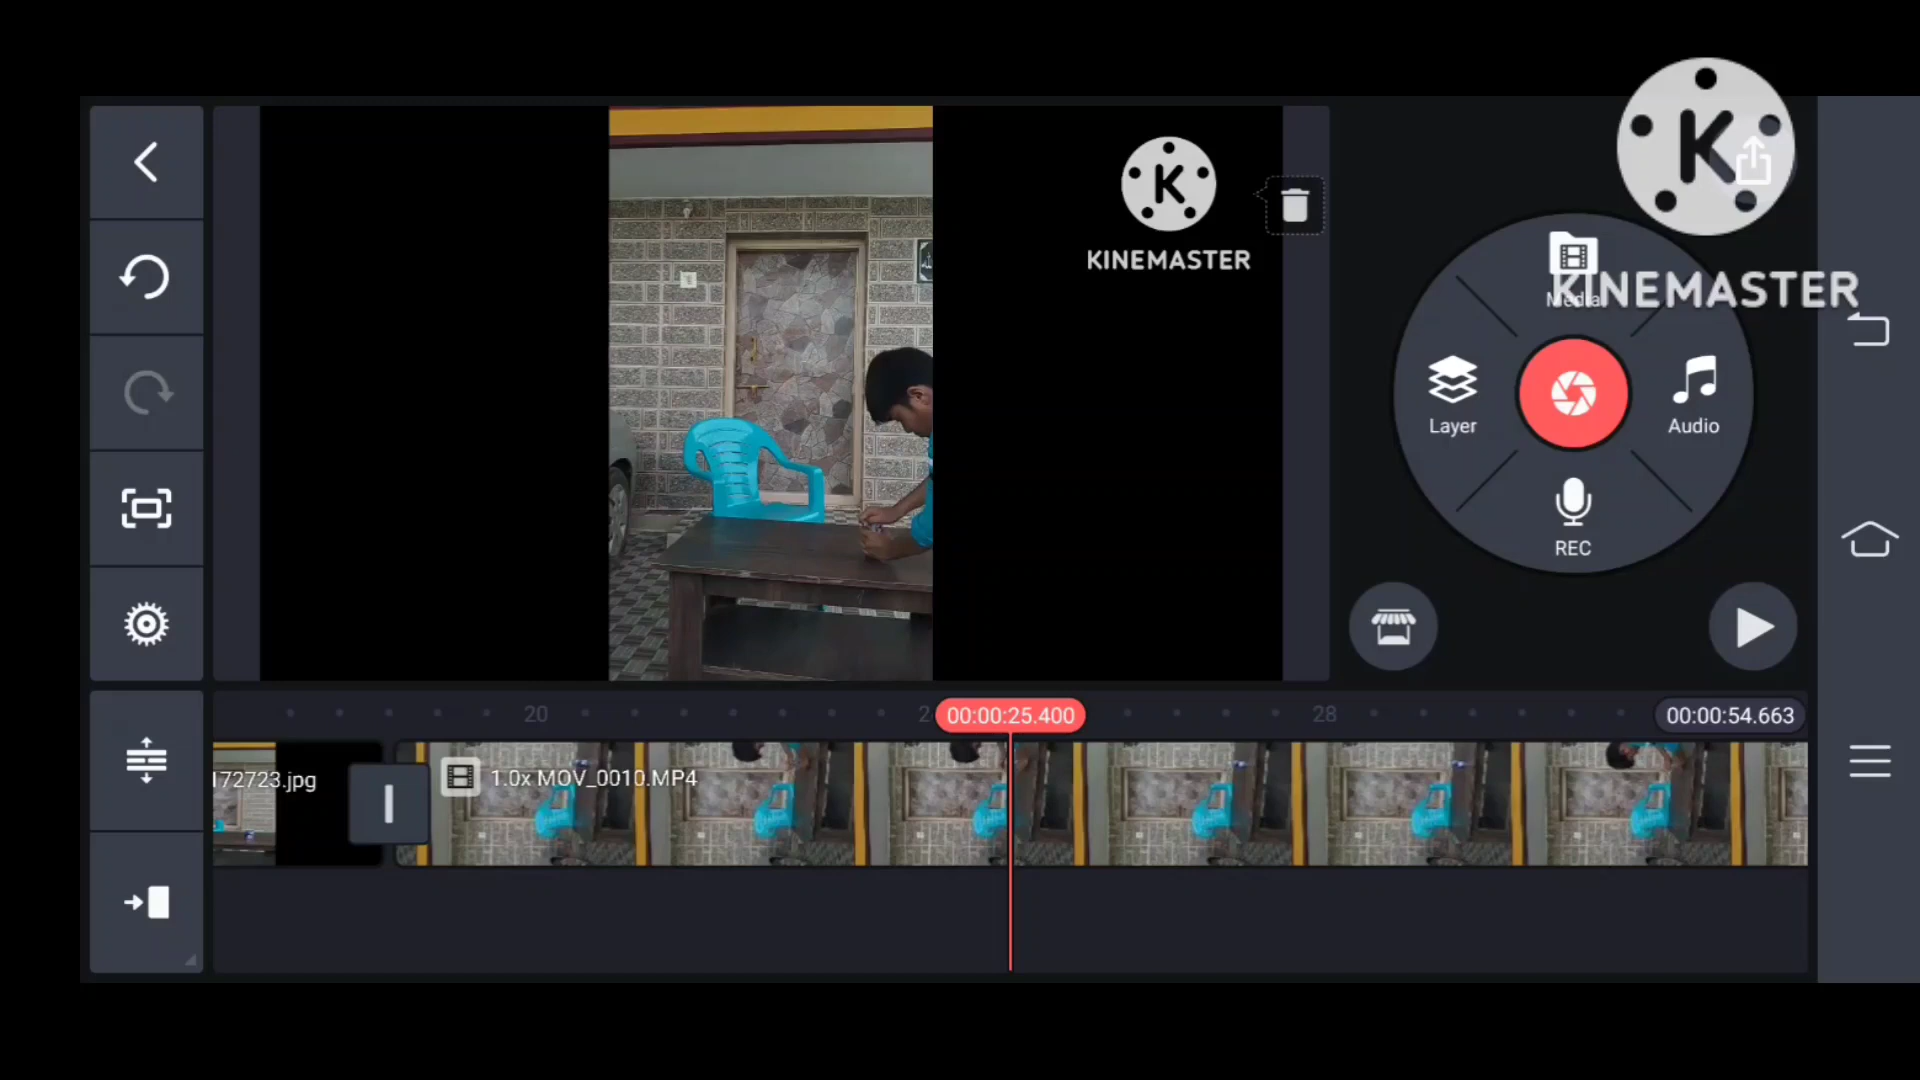 KINEMASTER
KINEMASTER
Media
Layer
Audio
REC
20
00:00:25.400
28
00:00:54.663
172723.jpg
1.0x MOV_0010.MP4